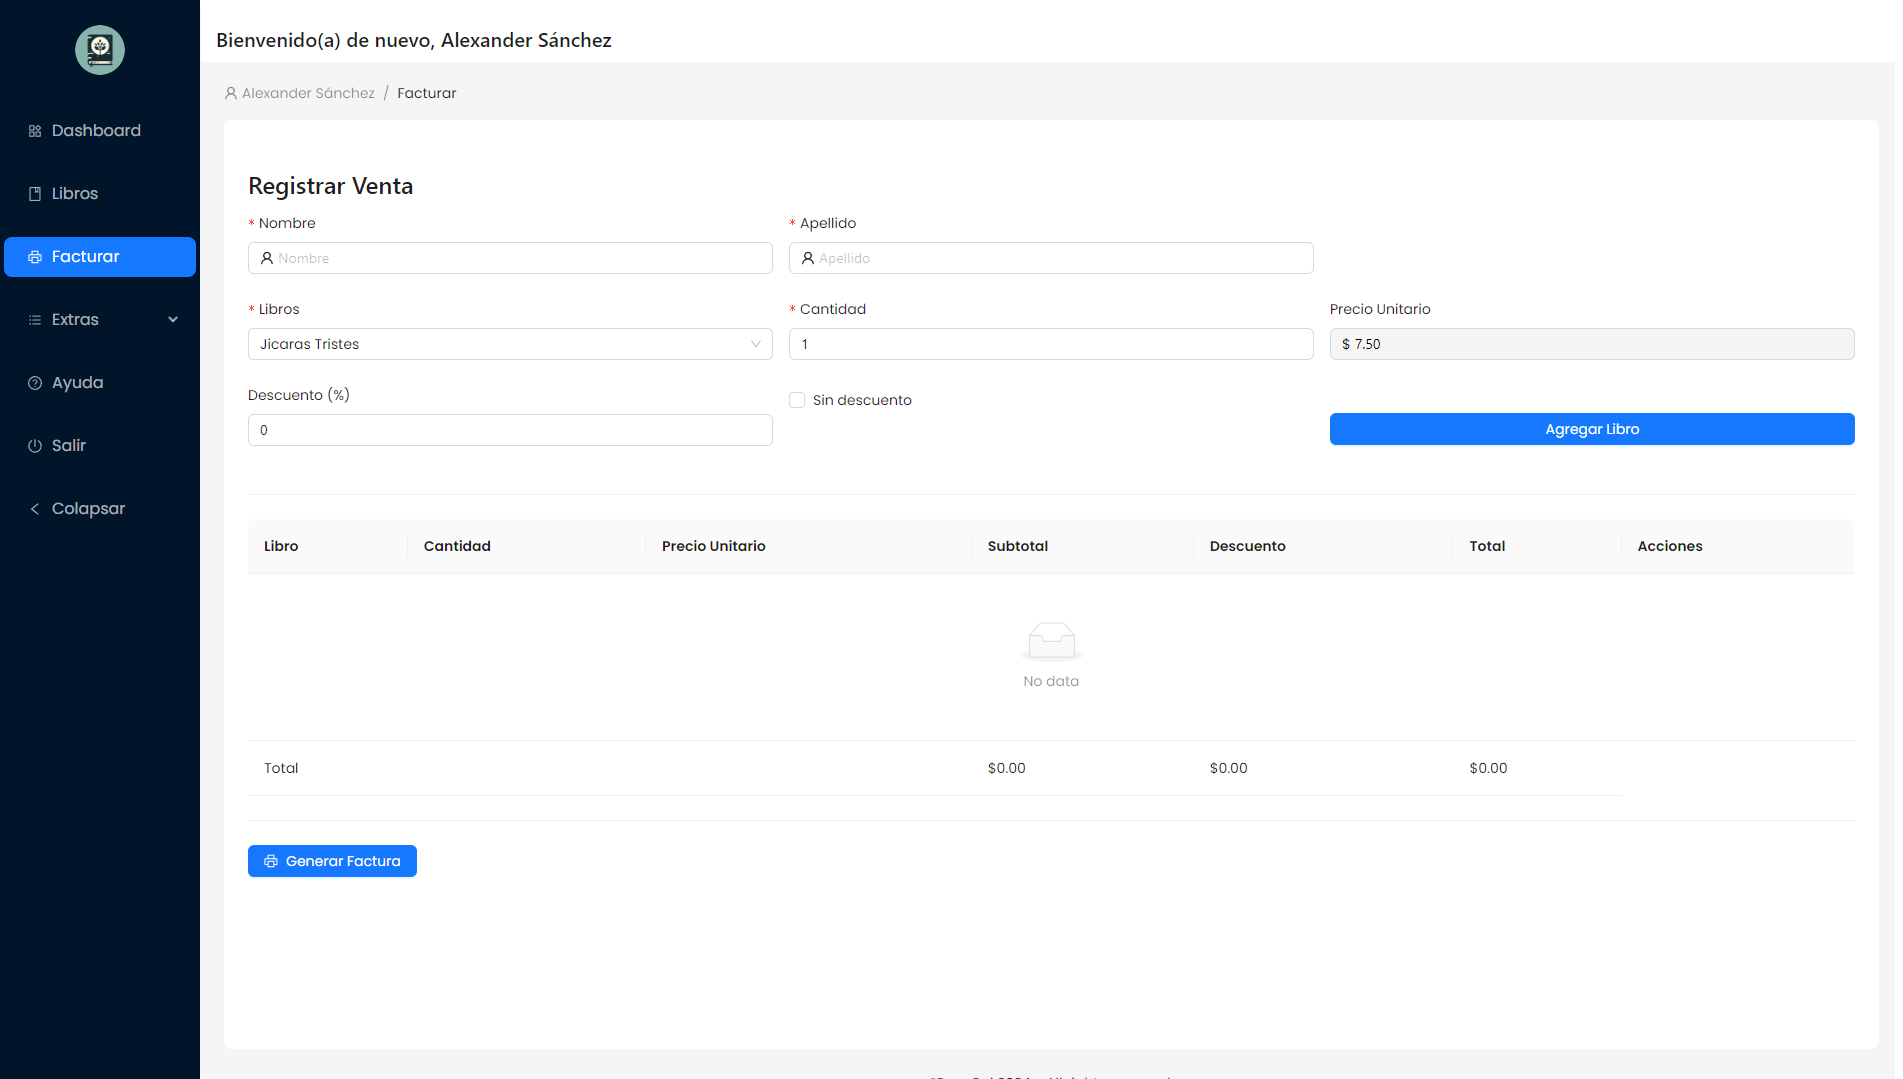 Bienvenido(a) de nuevo, Alexander Sánchez
Alexander Sánchez / Facturar
Dashboard
Libros
Facturar
Extras
Ayuda
Salir
Colapsar
Registrar Venta
* Nombre
* Apellido
Nombre
Apellido
* Libros
* Cantidad
Precio Unitario
Jicaras Tristes
1
$ 7.50
Descuento (%)
Sin descuento
0
Agregar Libro
Libro Cantidad Precio Unitario Subtotal Descuento Total Acciones
No data
Total $0.00 $0.00 $0.00
Generar Factura